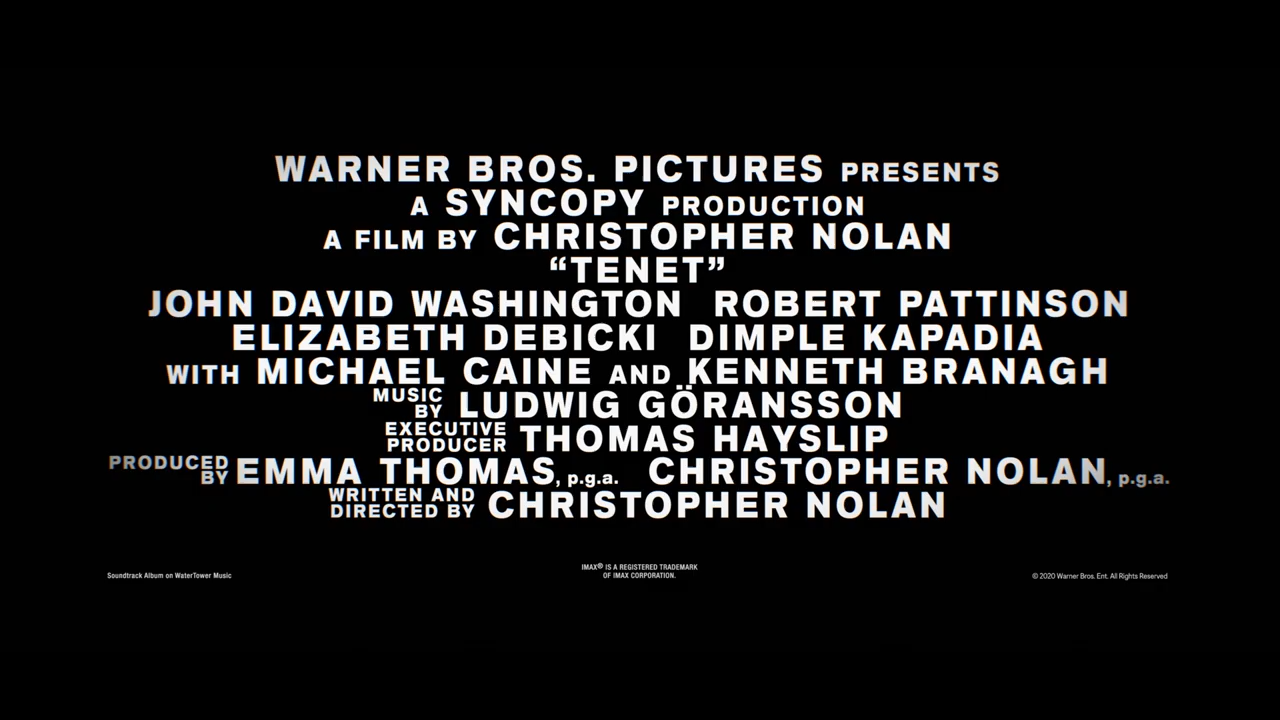 WARNER BROS. PICTURES PRESENTS
A SYNCOPY PRODUCTION
A FILM BY CHRISTOPHER NOLAN
“TENET”
JOHN DAVID WASHINGTON ROBERT PATTINSON
ELIZABETH DEBICKI DIMPLE KAPADIA
WITH MICHAEL CAINE AND KENNETH BRANAGH
MUSIC BY LUDWIG GÖRANSSON
EXECUTIVE PRODUCER THOMAS HAYSLIP
PRODUCED BY EMMA THOMAS, p.g.a. CHRISTOPHER NOLAN, p.g.a.
WRITTEN AND DIRECTED BY CHRISTOPHER NOLAN
Soundtrack Album on WaterTower Music
IMAX® IS A REGISTERED TRADEMARK
OF IMAX CORPORATION.
© 2020 Warner Bros. Ent. All Rights Reserved